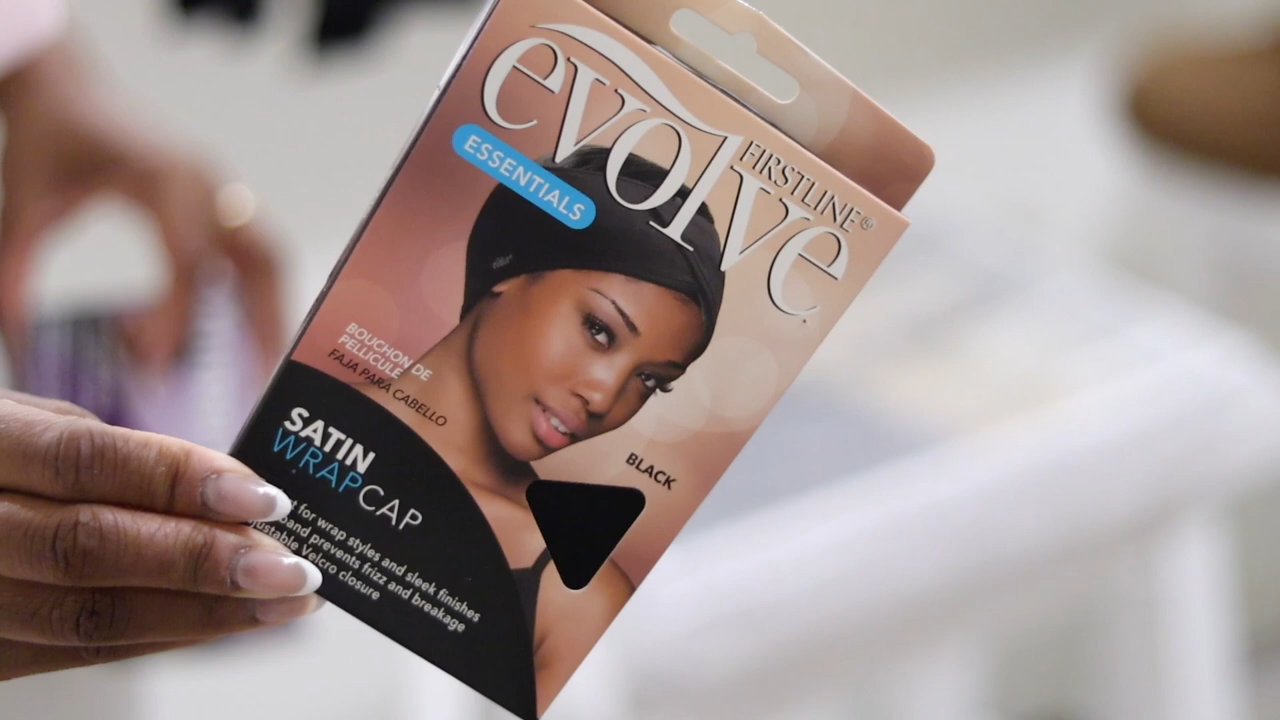 FIRSTLINE®
evolve
ESSENTIALS
BOUCHON DE
PELLICULE
FAJA PARA CABELLO
SATIN
WRAPCAP
BLACK
for wrap styles and sleek finishes
band prevents frizz and breakage
Velcro closure